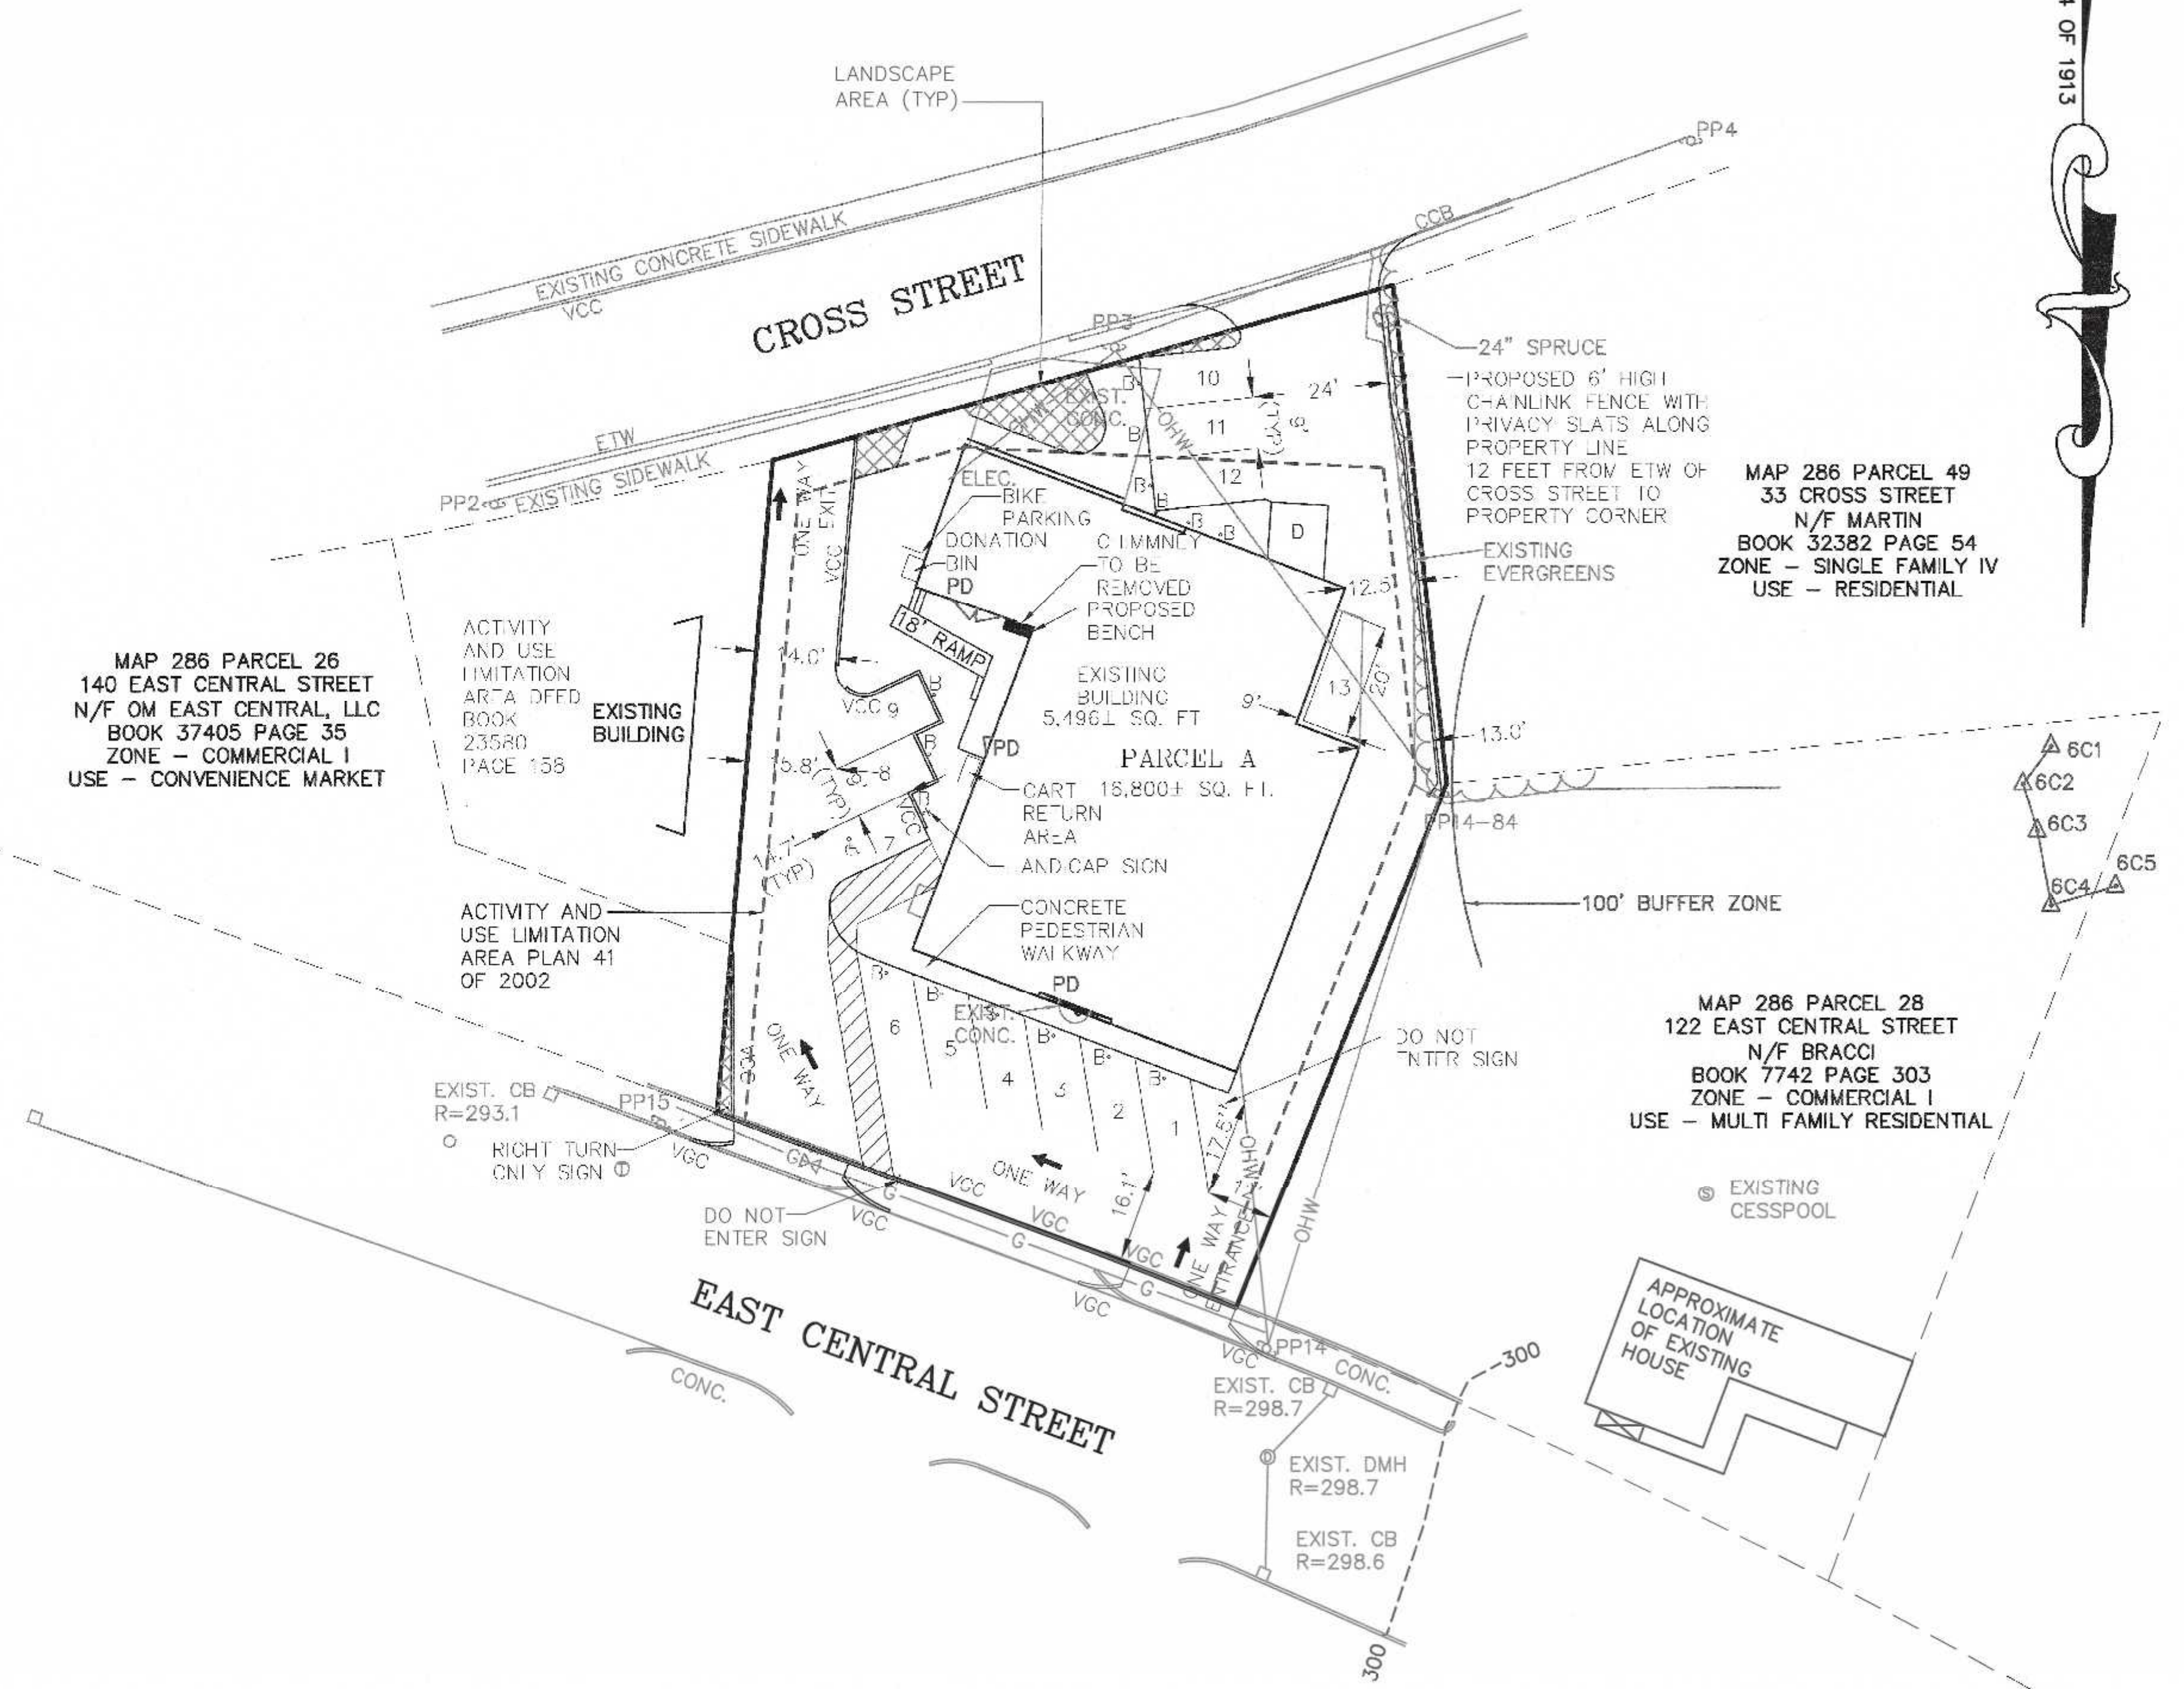 4 OF 1913
LANDSCAPE
AREA (TYP)
PP4
CCB
EXISTING CONCRETE SIDEWALK
VCC
CROSS STREET
PP3
24" SPRUCE
PROPOSED 6' HIGH
CHAINLINK FENCE WITH
PRIVACY SLATS ALONG
PROPERTY LINE
12 FEET FROM ETW OF
CROSS STREET TO
PROPERTY CORNER
10
24'
11
(TYP)
9'
12
EXIST.
CONC.
OHW
OHW
B
B
B
B
B
B
D
ETW
EXISTING SIDEWALK
PP2
ONE WAY
EXIT
VCC
ELEC.
BIKE
PARKING
DONATION
BIN
PD
CHIMMNEY
TO BE
REMOVED
PROPOSED
BENCH
18' RAMP
MAP 286 PARCEL 49
33 CROSS STREET
N/F MARTIN
BOOK 32382 PAGE 54
ZONE – SINGLE FAMILY IV
USE – RESIDENTIAL
EXISTING
EVERGREENS
12.5'
13
20'
9'
13.0'
MAP 286 PARCEL 26
140 EAST CENTRAL STREET
N/F OM EAST CENTRAL, LLC
BOOK 37405 PAGE 35
ZONE – COMMERCIAL I
USE – CONVENIENCE MARKET
ACTIVITY
AND USE
LIMITATION
AREA DEED
BOOK
23580
PAGE 158
EXISTING
BUILDING
14.0'
VCC
9
B
B
B
15.8'
(TYP)
8
VCC
14.7'
(TYP)
7
EXISTING
BUILDING
5,496± SQ. FT
PARCEL A
16,800± SQ. FT.
PD
CART
RETURN
AREA
ANDICAP SIGN
CONCRETE
PEDESTRIAN
WALKWAY
PD
EXIST.
CONC.
PP14-84
6C1
6C2
6C3
6C4
6C5
100' BUFFER ZONE
ACTIVITY AND
USE LIMITATION
AREA PLAN 41
OF 2002
B
B
B
B
B
6
5
4
3
2
1
DO NOT
ENTER SIGN
MAP 286 PARCEL 28
122 EAST CENTRAL STREET
N/F BRACCI
BOOK 7742 PAGE 303
ZONE – COMMERCIAL I
USE – MULTI FAMILY RESIDENTIAL
ONE WAY
VCC
EXIST. CB
R=293.1
PP15
RIGHT TURN
ONLY SIGN
VGC
G
DO NOT
ENTER SIGN
VGC
G
VCC
VGC
G
VGC
G
VGC
ONE WAY
16.1'
17.5'
OHW
OHW
ONE WAY
ENTRANCE
EXISTING
CESSPOOL
APPROXIMATE
LOCATION
OF EXISTING
HOUSE
EAST CENTRAL STREET
CONC.
VGC
PP14
CONC.
300
EXIST. CB
R=298.7
EXIST. DMH
R=298.7
EXIST. CB
R=298.6
300